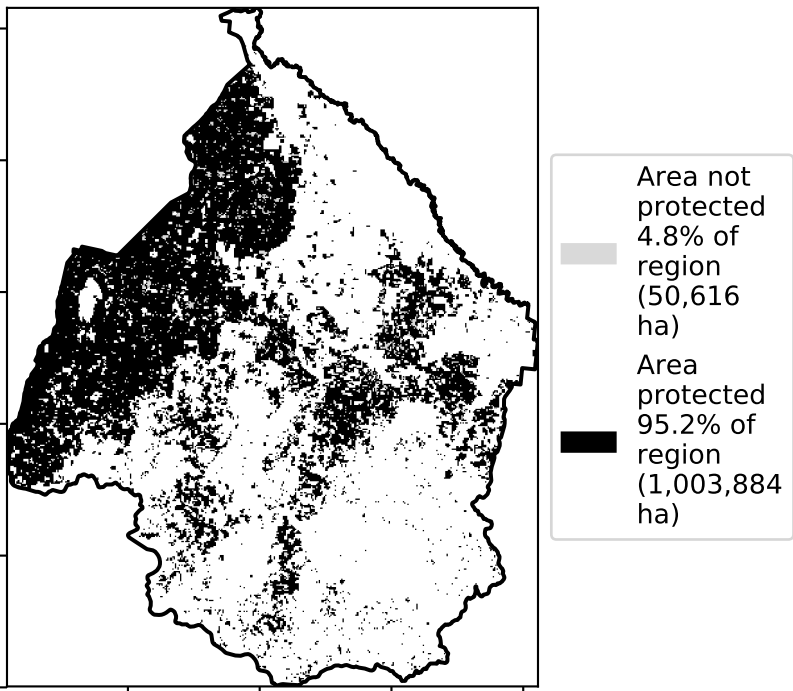 Area not
protected
4.8% of
region
(50,616
ha)
Area
protected
95.2% of
region
(1,003,884
ha)